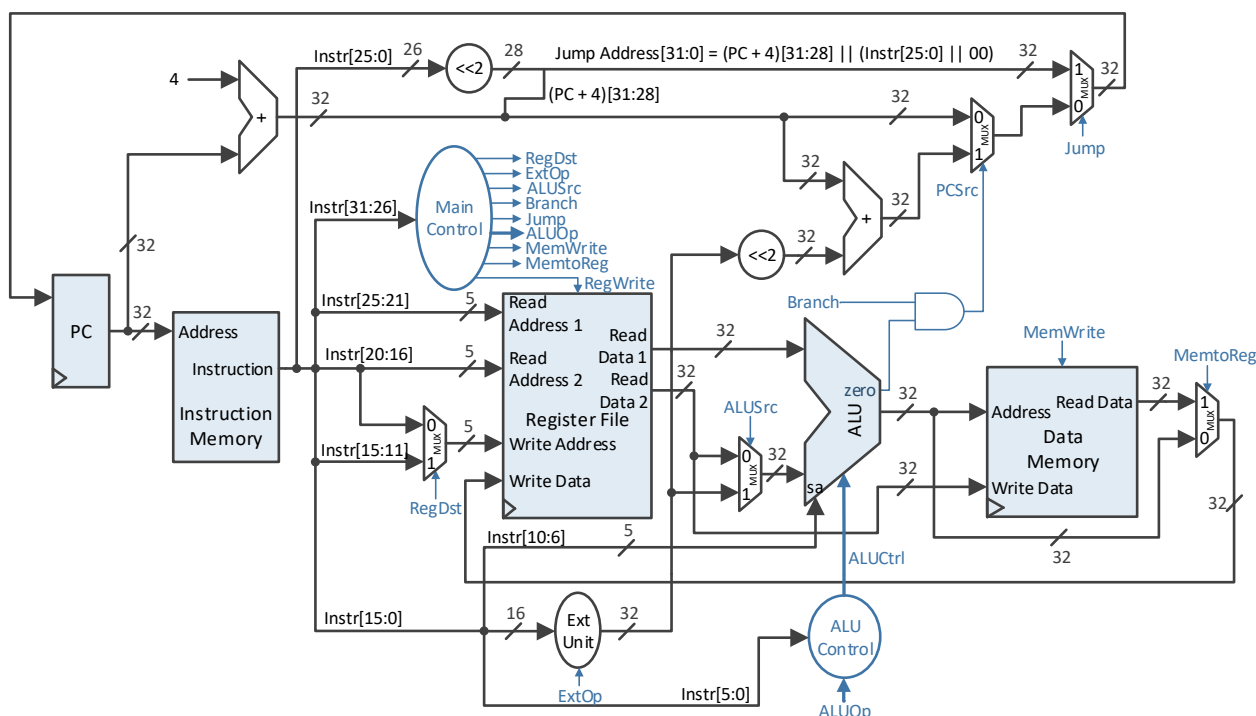 Instr[25:0]
26
<<2
28
Jump Address[31:0] = (PC + 4)[31:28] || (Instr[25:0] || 00)
32
1
MUX
0
32
Jump
4
+
32
(PC + 4)[31:28]
32
0
MUX
1
PCSrc
32
+
32
32
<<2
Instr[31:26]
Main
Control
RegDst
ExtOp
ALUSrc
Branch
Jump
ALUOp
MemWrite
MemtoReg
RegWrite
32
PC
32
Address
Instruction
Instruction
Memory
Instr[25:21]
5
Instr[20:16]
5
Instr[15:11]
0
MUX
1
5
RegDst
Read
Address 1
Read
Address 2
Read
Data 1
Read
Data 2
Register File
Write Address
Write Data
32
32
ALUSrc
0
MUX
1
32
Branch
zero
ALU
sa
32
MemWrite
Address
Read Data
Data
Memory
Write Data
32
32
MemtoReg
1
MUX
0
32
32
Instr[10:6]
5
ALUCtrl
Instr[15:0]
16
Ext
Unit
32
ExtOp
ALU
Control
Instr[5:0]
ALUOp